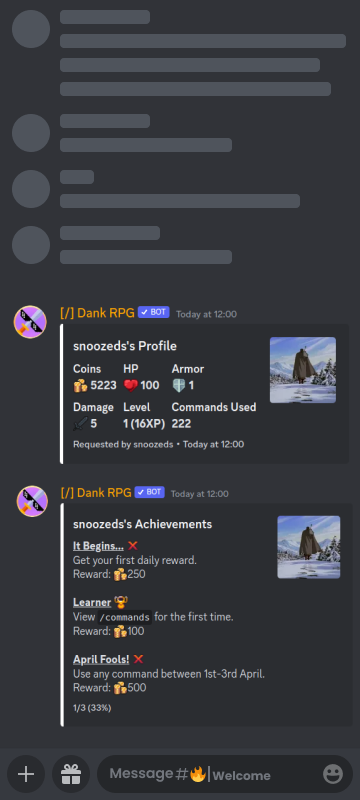 [/] Dank RPG ✓ BOT Today at 12:00
snoozeds's Profile
Coins HP Armor
5223 100 1
Damage Level Commands Used
5 1 (16XP) 222
Requested by snoozeds • Today at 12:00
[/] Dank RPG ✓ BOT Today at 12:00
snoozeds's Achievements
It Begins... ❌
Get your first daily reward.
Reward: 250
Learner
View /commands for the first time.
Reward: 100
April Fools! ❌
Use any command between 1st-3rd April.
Reward: 500
1/3 (33%)
Message #🔥|Welcome